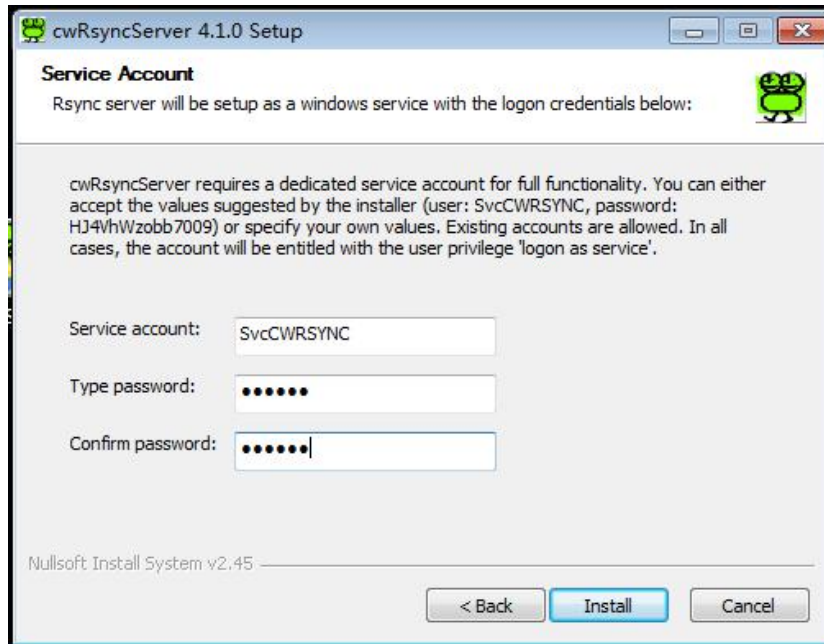 cwRsyncServer 4.1.0 Setup
Service Account
Rsync server will be setup as a windows service with the logon credentials below:
cwRsyncServer requires a dedicated service account for full functionality. You can either
accept the values suggested by the installer (user: SvcCWRSYNC, password:
HJ4VhWzobb7009) or specify your own values. Existing accounts are allowed. In all
cases, the account will be entitled with the user privilege 'logon as service'.
Service account: SvcCWRSYNC
Type password: ●●●●●●
Confirm password: ●●●●●●
Nullsoft Install System v2.45
< Back Install Cancel